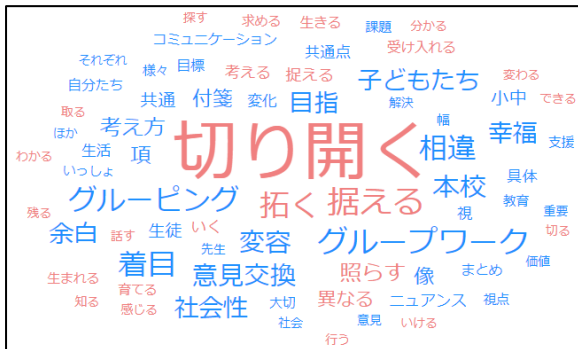 探す 求める 生きる 課題 分かる
コミュニケーション 共通点 受け入れる
それぞれ 様々 目標 考える 捉える 子どもたち 変わる
自分たち 共通 付箋 変化 目指 解決 小中 できる
取る 考え方 切り開く 相違 幅 幸福 支援
ほか
わかる 生活 項 本校 具体
いっしょ 視 教育 重要
グルーピング 拓く 据える
残る 余白 話す 生徒 いく グループワーク 切る
着目 先生 変容 照らす 像 まとめ 価値
生まれる 育てる 意見交換 異なる ニュアンス 視点
知る 感じる 社会性 大切 社会 意見 いける
行う